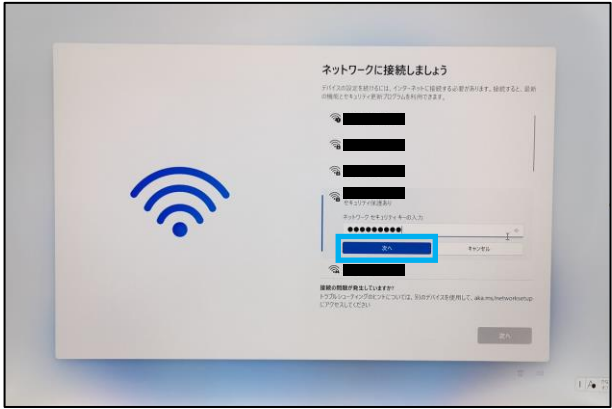 ネットワークに接続しましょう
デバイスの設定を続けるには、インターネットに接続する必要があります。接続すると、最新
の機能とセキュリティ更新プログラムを利用できます。
セキュリティ保護あり
ネットワーク セキュリティ キーの入力
●●●●●●●●●
次へ
キャンセル
接続の問題が発生していますか?
トラブルシューティングのヒントについては、別のデバイスを使用して、aka.ms/networksetup
にアクセスしてください
次へ